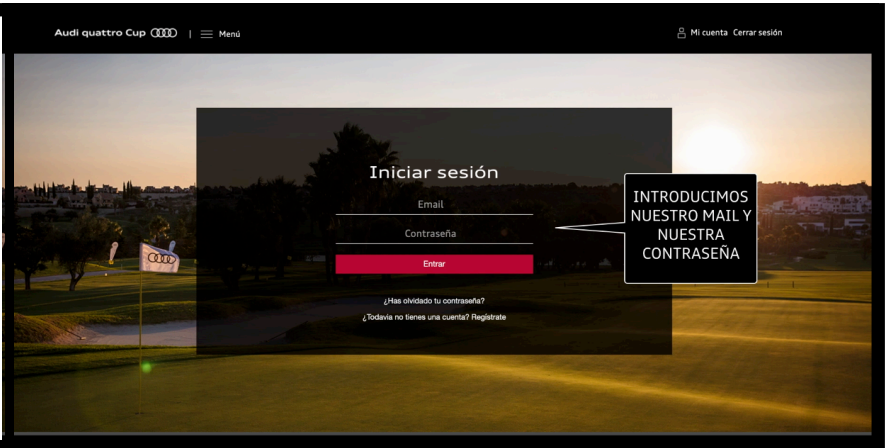 Audi quattro Cup | Menú
Mi cuenta Cerrar sesión
Iniciar sesión
Email
Contraseña
Entrar
¿Has olvidado tu contraseña?
¿Todavia no tienes una cuenta? Regístrate
INTRODUCIMOS
NUESTRO MAIL Y
NUESTRA
CONTRASEÑA